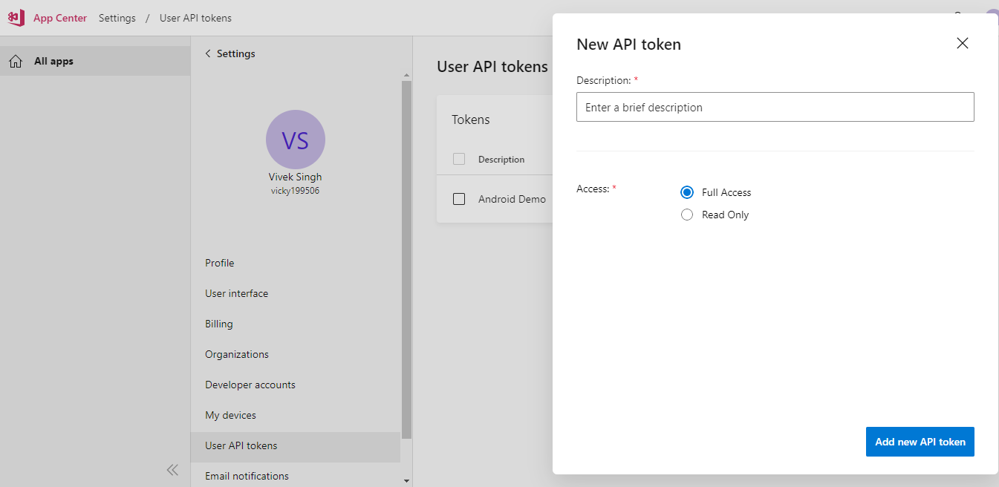 App Center Settings / User API tokens
All apps
Settings
VS
Vivek Singh
vicky199506
Profile
User interface
Billing
Organizations
Developer accounts
My devices
User API tokens
Email notifications
User API tokens
Tokens
Description
Android Demo
New API token
Description: *
Enter a brief description
Access: *
Full Access
Read Only
Add new API token